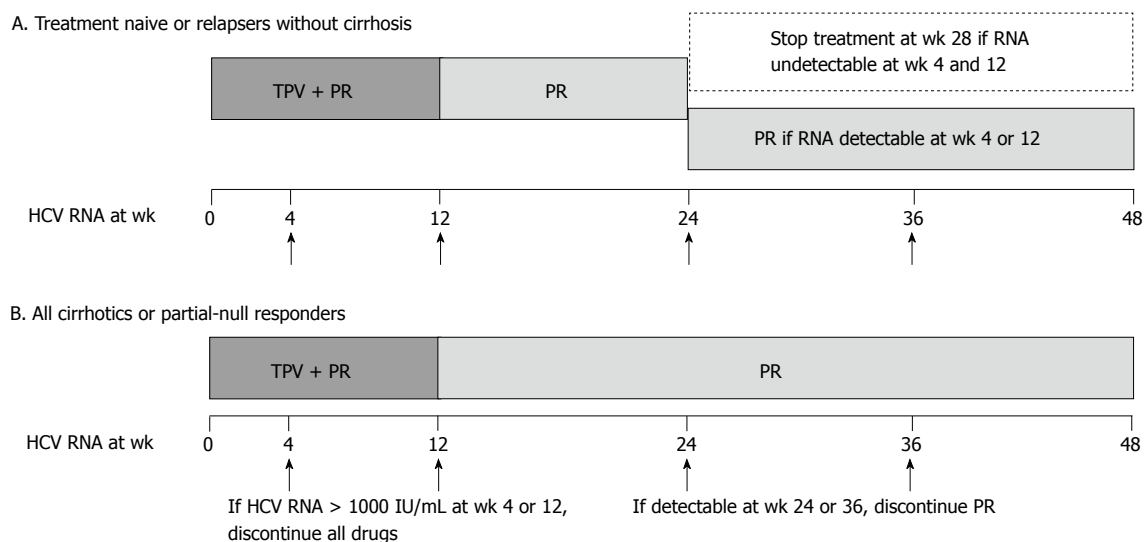 A. Treatment naive or relapsers without cirrhosis
Stop treatment at wk 28 if RNA
undetectable at wk 4 and 12
TPV + PR
PR
PR if RNA detectable at wk 4 or 12
HCV RNA at wk
0 4 12 24 36 48
B. All cirrhotics or partial-null responders
TPV + PR
PR
HCV RNA at wk
0 4 12 24 36 48
If HCV RNA > 1000 IU/mL at wk 4 or 12,
discontinue all drugs
If detectable at wk 24 or 36, discontinue PR